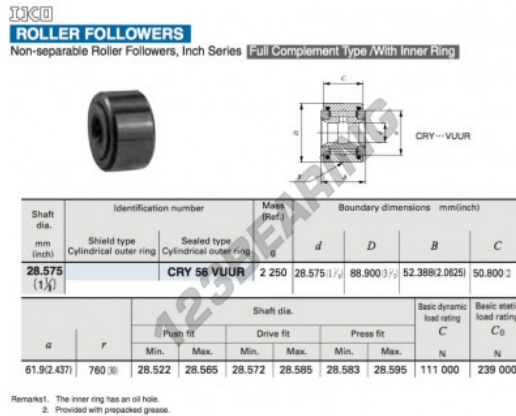 IKO
ROLLER FOLLOWERS
Non-separable Roller Followers, Inch Series Full Complement Type /With Inner Ring
C
D
CRY···VUUR
123BEARING
Shaft dia. mm (inch) Identification number Mass (Ref.) g Boundary dimensions mm(inch)
Shield type Cylindrical outer ring Sealed type Cylindrical outer ring d D B C
28.575 (1⅛) CRY 56 VUUR 2 250 28.575(1⅛) 88.900(3½) 52.388(2.0625) 50.800(2
a r Shaft dia. Basic dynamic load rating C N Basic static load rating C₀ N
Push fit Drive fit Press fit
Min. Max. Min. Max. Min. Max.
61.9(2.437) 760(30) 28.522 28.565 28.572 28.585 28.583 28.595 111 000 239 000
Remarks1. The inner ring has an oil hole.
2. Provided with prepacked grease.